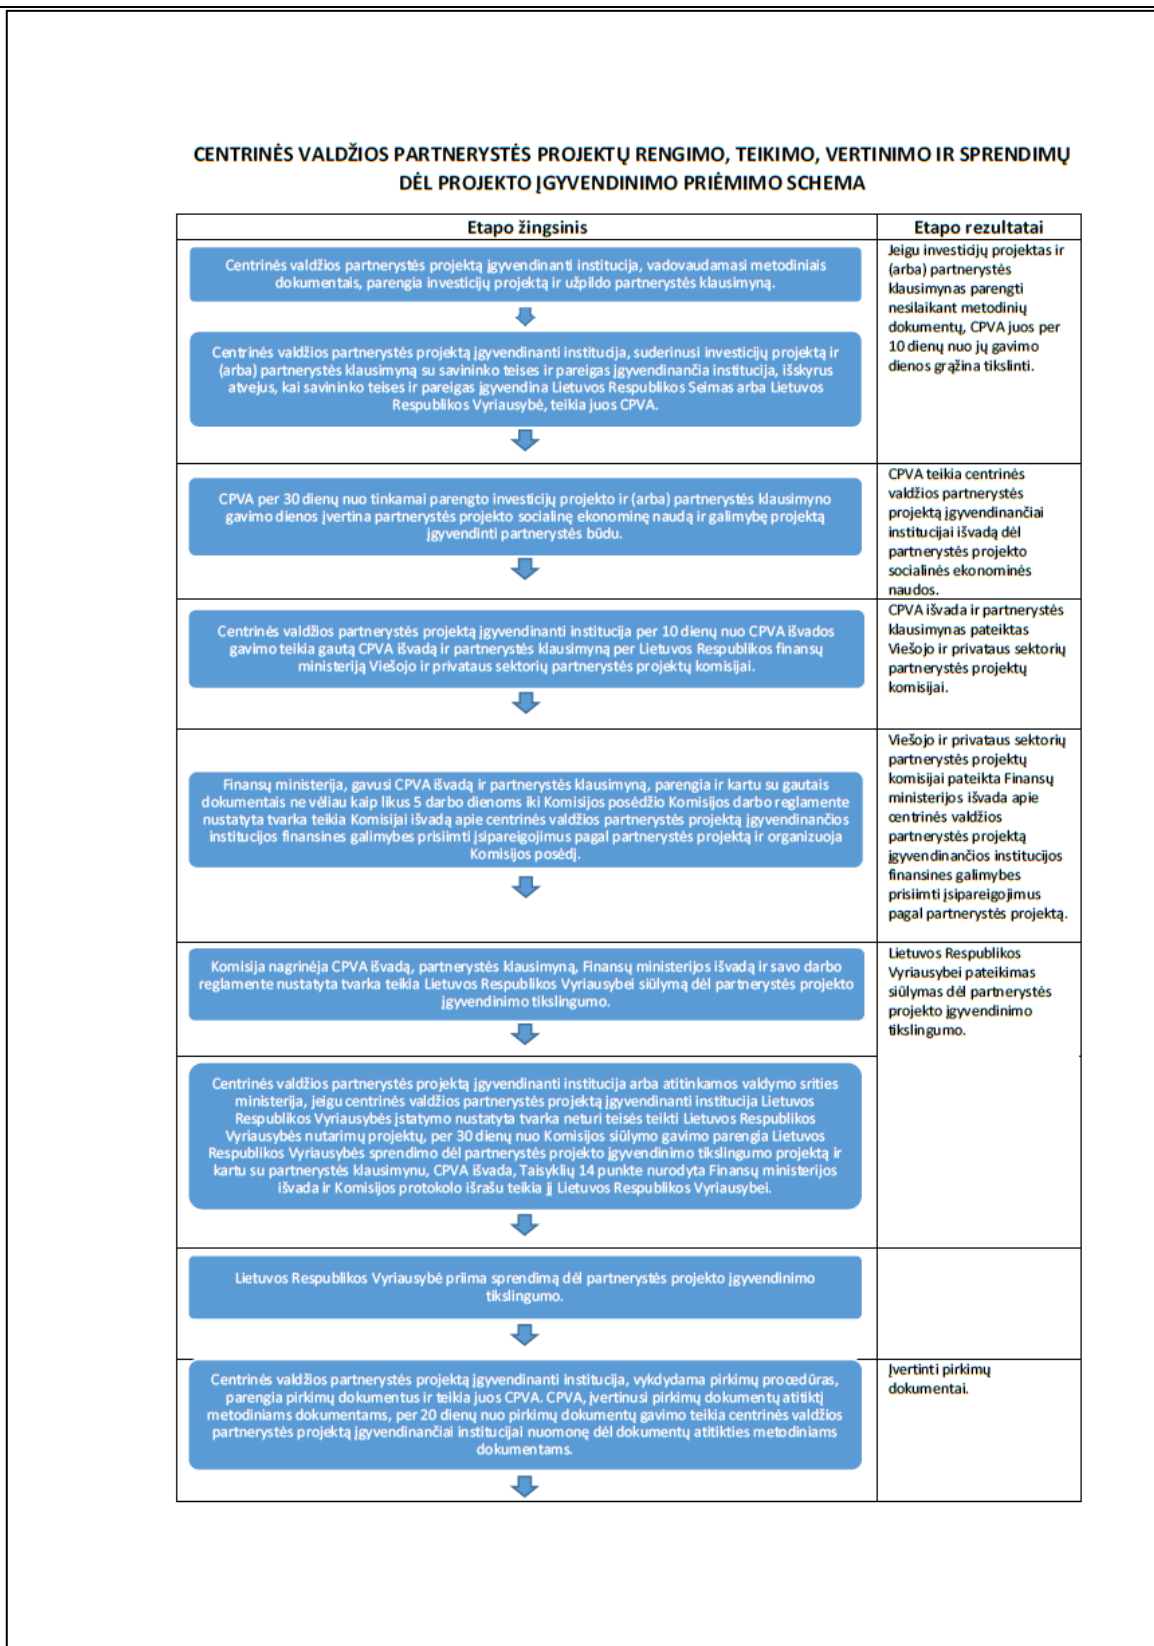 CENTRINĖS VALDŽIOS PARTNERYSTĖS PROJEKTŲ RENGIMO, TEIKIMO, VERTINIMO IR SPRENDIMŲ
DĖL PROJEKTO ĮGYVENDINIMO PRIĖMIMO SCHEMA
Etapo žingsinis
Etapo rezultatai
Centrinės valdžios partnerystės projektą įgyvendinanti institucija, vadovaudamasi metodiniais
dokumentais, parengia investicijų projektą ir užpildo partnerystės klausimyną.
Centrinės valdžios partnerystės projektą įgyvendinanti institucija, suderinusi investicijų projektą ir
(arba) partnerystės klausimyną su savininko teises ir pareigas įgyvendinančia institucija, išskyrus
atvejus, kai savininko teises ir pareigas įgyvendina Lietuvos Respublikos Seimas arba Lietuvos
Respublikos Vyriausybė, teikia juos CPVA.
Jeigu investicijų projektas ir
(arba) partnerystės
klausimynas parengti
nesilaikant metodinių
dokumentų, CPVA juos per
10 dienų nuo jų gavimo
dienos grąžina tikslinti.
CPVA per 30 dienų nuo tinkamai parengto investicijų projekto ir (arba) partnerystės klausimyno
gavimo dienos įvertina partnerystės projekto socialinę ekonominę naudą ir galimybę projektą
įgyvendinti partnerystės būdu.
CPVA teikia centrinės
valdžios partnerystės
projektą įgyvendinančiai
institucijai išvadą dėl
partnerystės projekto
socialinės ekonominės
naudos.
Centrinės valdžios partnerystės projektą įgyvendinanti institucija per 10 dienų nuo CPVA išvados
gavimo teikia gautą CPVA išvadą ir partnerystės klausimyną per Lietuvos Respublikos finansų
ministeriją Viešojo ir privataus sektorių partnerystės projektų komisijai.
CPVA išvada ir partnerystės
klausimynas pateiktas
Viešojo ir privataus sektorių
partnerystės projektų
komisijai.
Finansų ministerija, gavusi CPVA išvadą ir partnerystės klausimyną, parengia ir kartu su gautais
dokumentais ne vėliau kaip likus 5 darbo dienoms iki Komisijos posėdžio Komisijos darbo reglamente
nustatyta tvarka teikia Komisijai išvadą apie centrinės valdžios partnerystės projektą įgyvendinančios
institucijos finansines galimybes prisiimti įsipareigojimus pagal partnerystės projektą ir organizuoja
Komisijos posėdį.
Viešojo ir privataus sektorių
partnerystės projektų
komisijai pateikta Finansų
ministerijos išvada apie
centrinės valdžios
partnerystės projektą
įgyvendinančios institucijos
finansines galimybes
prisiimti įsipareigojimus
pagal partnerystės projektą.
Komisija nagrinėja CPVA išvadą, partnerystės klausimyną, Finansų ministerijos išvadą ir savo darbo
reglamente nustatyta tvarka teikia Lietuvos Respublikos Vyriausybei siūlymą dėl partnerystės projekto
įgyvendinimo tikslingumo.
Lietuvos Respublikos
Vyriausybei pateikimas
siūlymas dėl partnerystės
projekto įgyvendinimo
tikslingumo.
Centrinės valdžios partnerystės projektą įgyvendinanti institucija arba atitinkamos valdymo srities
ministerija, jeigu centrinės valdžios partnerystės projektą įgyvendinanti institucija Lietuvos
Respublikos Vyriausybės įstatymo nustatyta tvarka neturi teisės teikti Lietuvos Respublikos
Vyriausybės nutarimų projektų, per 30 dienų nuo Komisijos siūlymo gavimo parengia Lietuvos
Respublikos Vyriausybės sprendimo dėl partnerystės projekto įgyvendinimo tikslingumo projektą ir
kartu su partnerystės klausimynu, CPVA išvada, Taisyklių 14 punkte nurodyta Finansų ministerijos
išvada ir Komisijos protokolo išrašu teikia jį Lietuvos Respublikos Vyriausybei.
Lietuvos Respublikos Vyriausybė priima sprendimą dėl partnerystės projekto įgyvendinimo
tikslingumo.
Centrinės valdžios partnerystės projektą įgyvendinanti institucija, vykdydama pirkimų procedūras,
parengia pirkimų dokumentus ir teikia juos CPVA. CPVA, įvertinusi pirkimų dokumentų atitiktį
metodiniams dokumentams, per 20 dienų nuo pirkimų dokumentų gavimo teikia centrinės valdžios
partnerystės projektą įgyvendinančiai institucijai nuomonę dėl dokumentų atitikties metodiniams
dokumentams.
Įvertinti pirkimų
dokumentai.